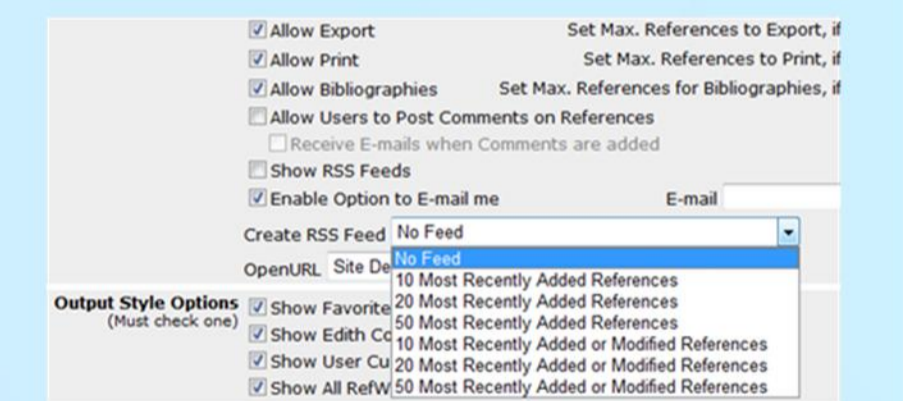 Allow Export Set Max. References to Export, if
Allow Print Set Max. References to Print, if
Allow Bibliographies Set Max. References for Bibliographies, if
Allow Users to Post Comments on References
Receive E-mails when Comments are added
Show RSS Feeds
Enable Option to E-mail me E-mail
Create RSS Feed No Feed
No Feed
OpenURL Site De
10 Most Recently Added References
20 Most Recently Added References
50 Most Recently Added References
10 Most Recently Added or Modified References
20 Most Recently Added or Modified References
50 Most Recently Added or Modified References
Output Style Options
(Must check one)
Show Favorite
Show Edith Co
Show User Cu
Show All RefW